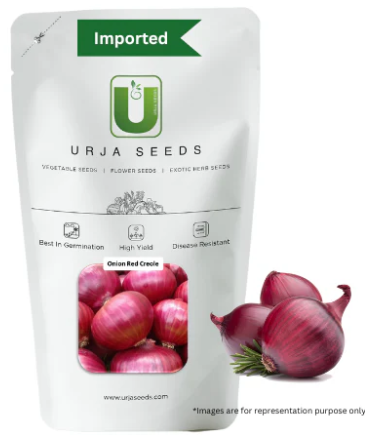 Imported
U
URJA SEEDS
VEGETABLE SEEDS | FLOWER SEEDS | EXOTIC HERB SEEDS
Best In Germination High Yield Disease Resistant
Onion Red Creole
www.urjaseeds.com
*Images are for representation purpose only